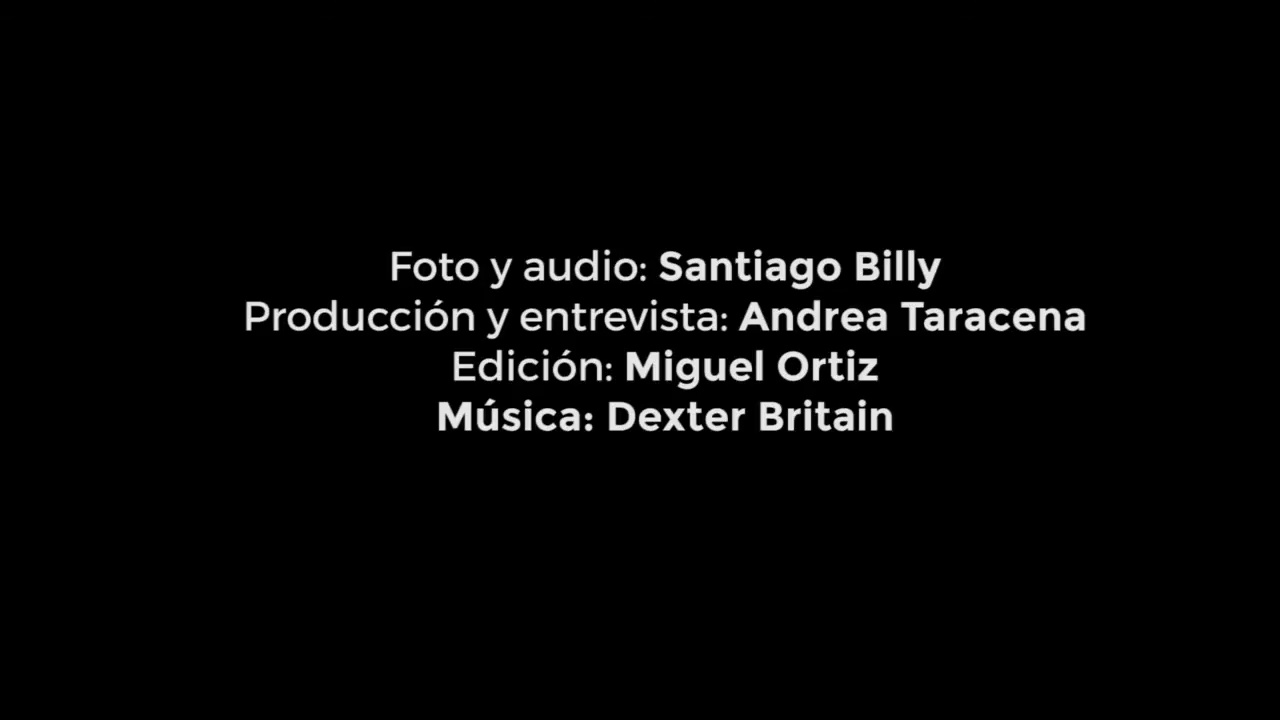 Foto y audio: Santiago Billy
Producción y entrevista: Andrea Taracena
Edición: Miguel Ortiz
Música: Dexter Britain